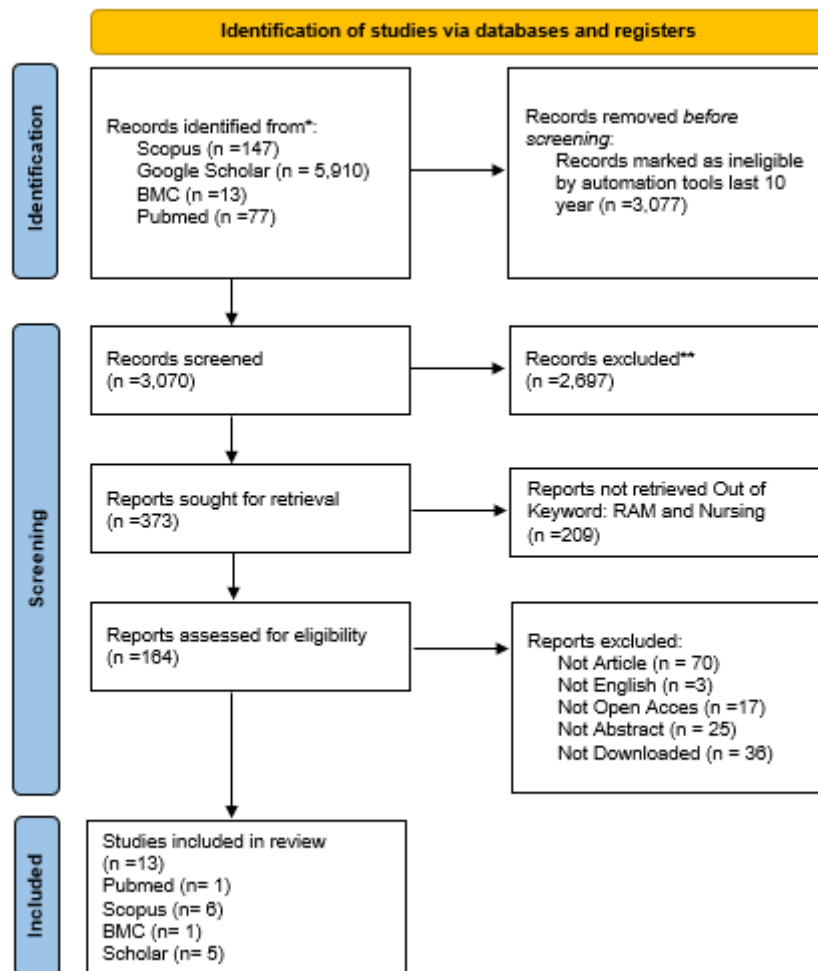 Identification of studies via databases and registers
Identification
Records identified from*:
Scopus (n =147)
Google Scholar (n = 5,910)
BMC (n =13)
Pubmed (n =77)
Records removed before
screening:
Records marked as ineligible
by automation tools last 10
year (n =3,077)
Screening
Records screened
(n =3,070)
Records excluded**
(n =2,697)
Reports sought for retrieval
(n =373)
Reports not retrieved Out of
Keyword: RAM and Nursing
(n =209)
Reports assessed for eligibility
(n =164)
Reports excluded:
Not Article (n = 70)
Not English (n =3)
Not Open Acces (n =17)
Not Abstract (n = 25)
Not Downloaded (n = 36)
Included
Studies included in review
(n =13)
Pubmed (n= 1)
Scopus (n= 6)
BMC (n= 1)
Scholar (n= 5)